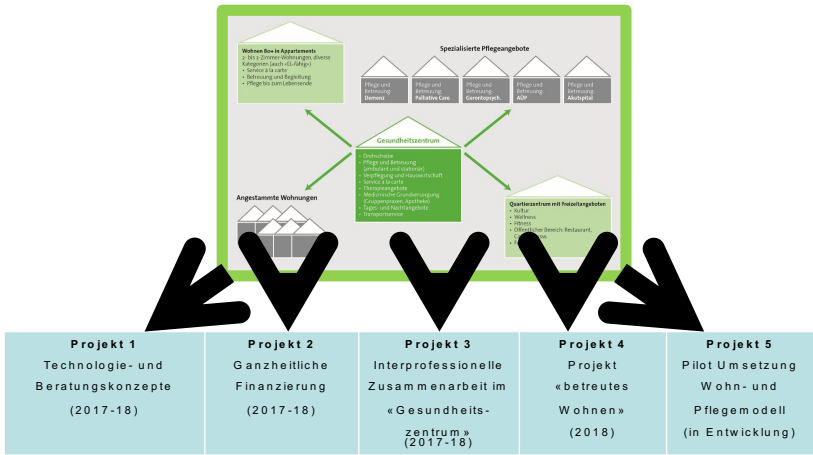 Wohnen 80+ in Appartements
2- bis 3-Zimmer-Wohnungen, diverse
Kategorien (auch «EL-fähig»)
• Service à la carte
• Betreuung und Begleitung
• Pflege bis zum Lebensende
Spezialisierte Pflegeangebote
Pflege und
Betreuung:
Demenz
Pflege und
Betreuung:
Palliative Care
Pflege und
Betreuung:
Gerontopsych.
Pflege und
Betreuung:
AÜP
Pflege und
Betreuung:
Akutspital
Gesundheitszentrum
• Drehscheibe
• Pflege und Betreuung
(ambulant und stationär)
• Verpflegung und Hauswirtschaft
• Service à la carte
• Therapieangebote
• Medizinische Grundversorgung
(Gruppenpraxen, Apotheke)
• Tages- und Nachtangebote
• Transportservice
Angestammte Wohnungen
Quartierzentrum mit Freizeitangeboten
• Kultur
• Wellness
• Fitness
• Öffentlicher Bereich: Restaurant,
Projekt 1
Technologie- und
Beratungskonzepte
(2017-18)
Projekt 2
Ganzheitliche
Finanzierung
(2017-18)
Projekt 3
Interprofessionelle
Zusammenarbeit im
«Gesundheits-
zentrum»
(2017-18)
Projekt 4
Projekt
«betreutes
Wohnen»
(2018)
Projekt 5
Pilot Umsetzung
Wohn- und
Pflegemodell
(in Entwicklung)